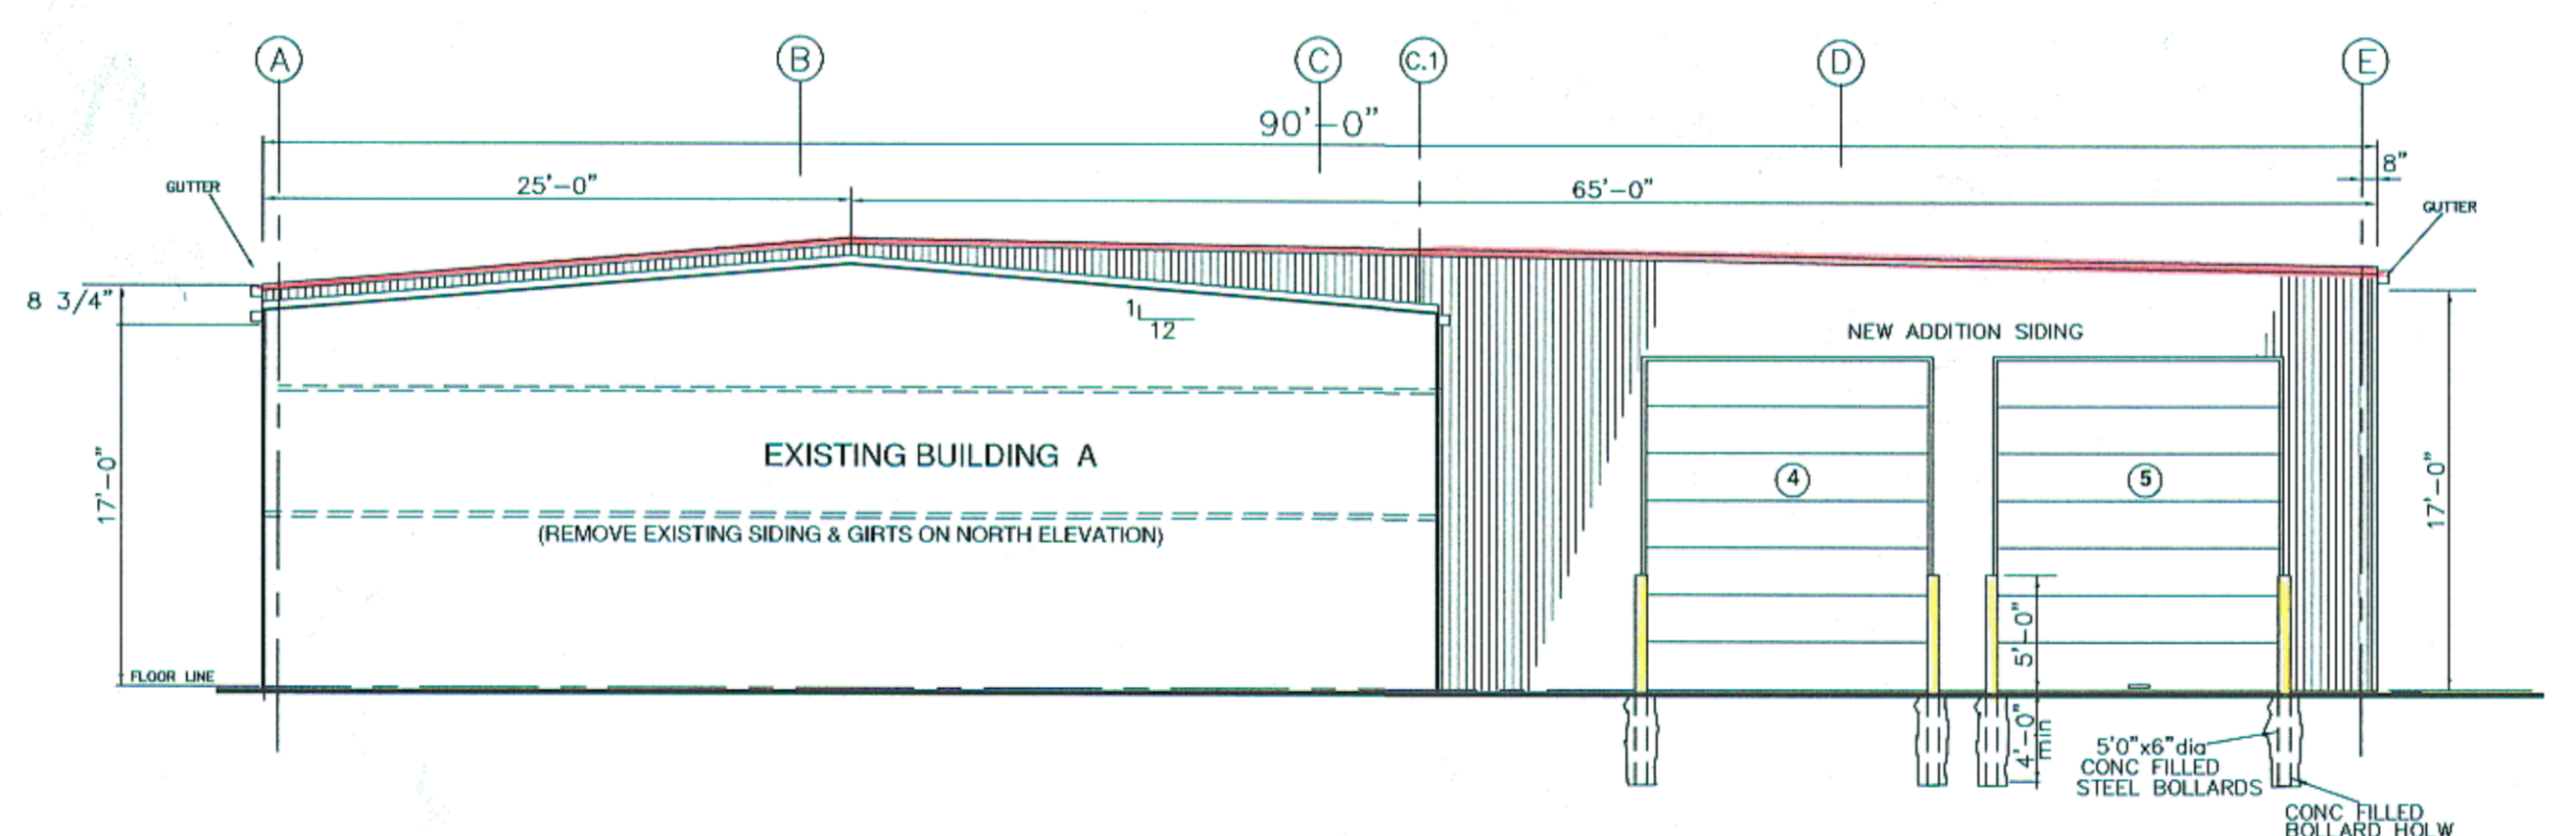 A
B
C
C.1
D
E
90'-0"
8"
25'-0"
65'-0"
GUTTER
GUTTER
8 3/4"
1
12
NEW ADDITION SIDING
EXISTING BUILDING A
(REMOVE EXISTING SIDING & GIRTS ON NORTH ELEVATION)
4
5
17'-0"
17'-0"
FLOOR LINE
5'-0"
4'-0"
min
5'0"x6"dia
CONC FILLED
STEEL BOLLARDS
CONC FILLED
BOLLARD HOLW